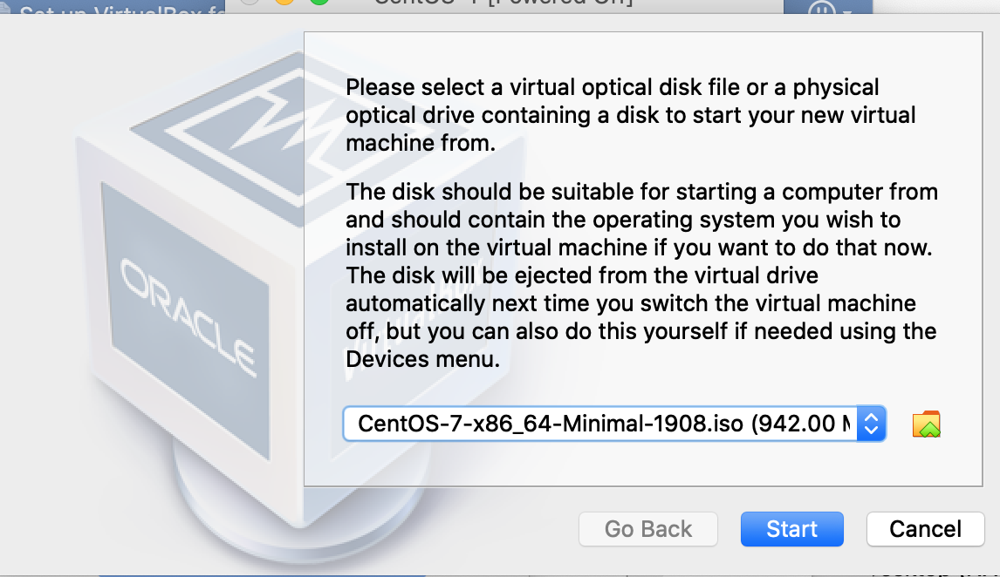 Set up VirtualBox fo
CentOS-7 [Powered Off]
Please select a virtual optical disk file or a physical
optical drive containing a disk to start your new virtual
machine from.
The disk should be suitable for starting a computer from
and should contain the operating system you wish to
install on the virtual machine if you want to do that now.
The disk will be ejected from the virtual drive
automatically next time you switch the virtual machine
off, but you can also do this yourself if needed using the
Devices menu.
ORACLE
VirtualBox
CentOS-7-x86_64-Minimal-1908.iso (942.00 M
Go Back
Start
Cancel